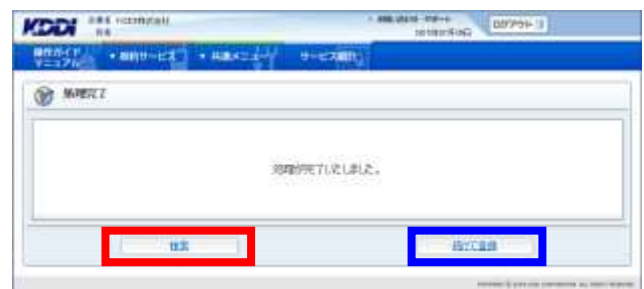 KDDI
ログアウト
操作ガイド
マニュアル
契約サービス
共通メニュー
サービス紹介
処理完了
処理が完了いたしました。
検索
続けて登録